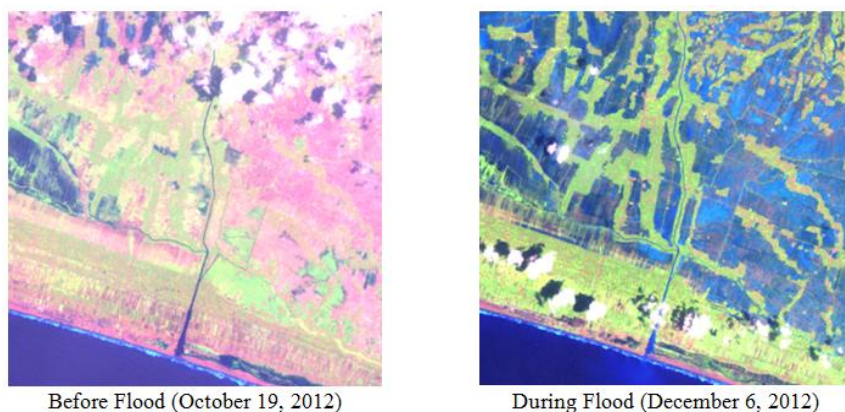 Before Flood (October 19, 2012)
During Flood (December 6, 2012)